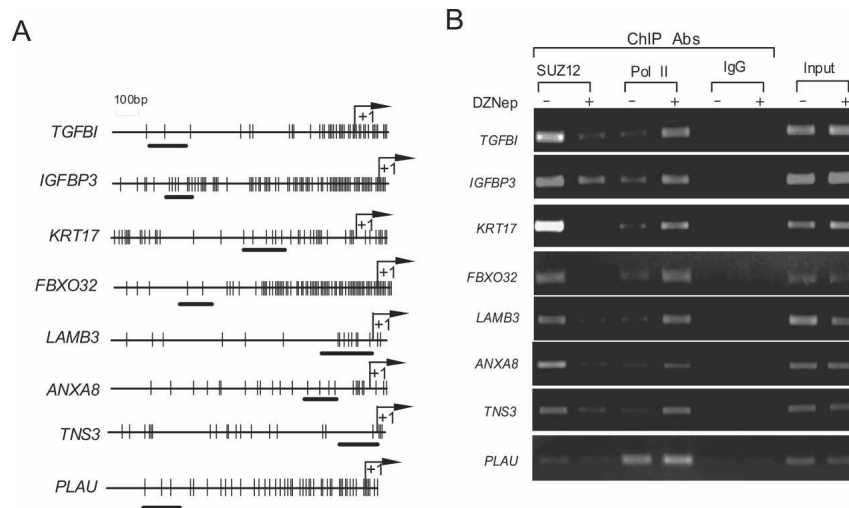 A
100bp
TGFBI
+1
IGFBP3
+1
KRT17
+1
FBXO32
+1
LAMB3
+1
ANXA8
+1
TNS3
+1
PLAU
+1
B
ChIP Abs
SUZ12 Pol II IgG Input
DZNep − + − + − + − +
TGFBI
IGFBP3
KRT17
FBXO32
LAMB3
ANXA8
TNS3
PLAU